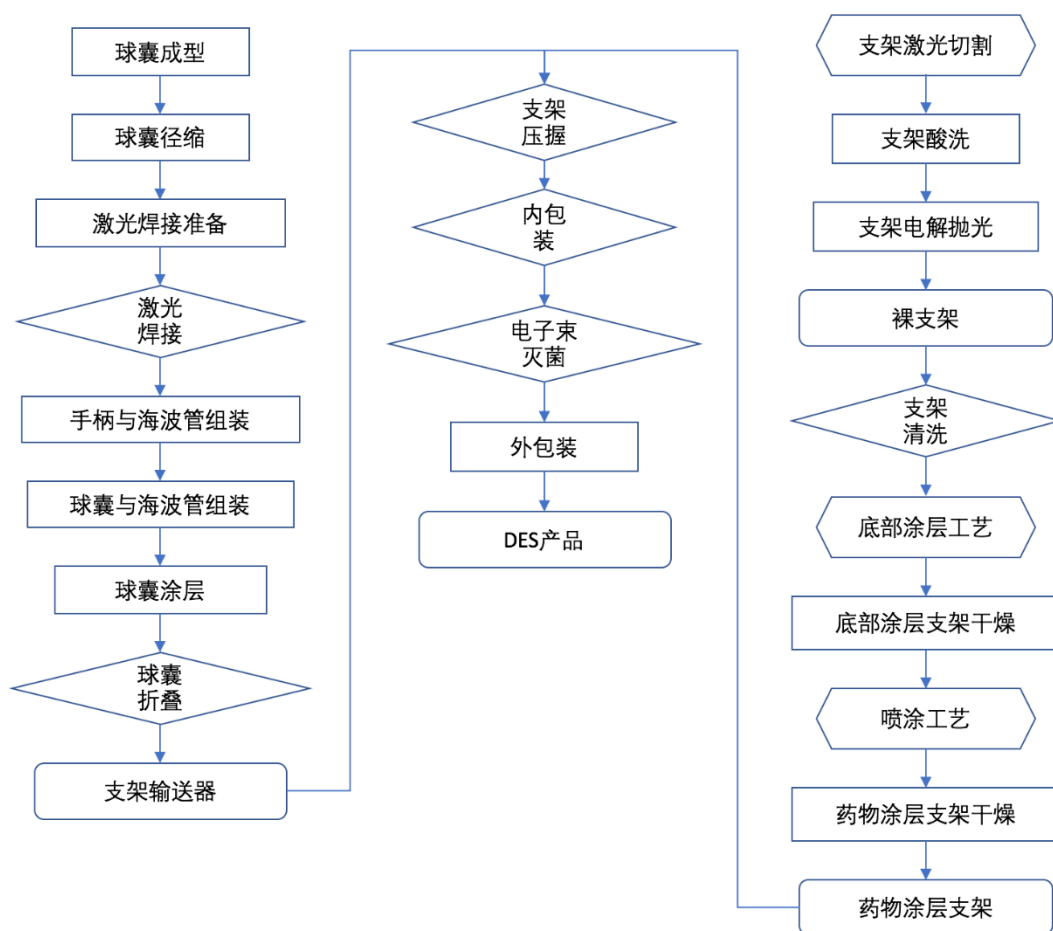 球囊成型
球囊径缩
激光焊接准备
激光
焊接
手柄与海波管组装
球囊与海波管组装
球囊涂层
球囊
折叠
支架输送器
支架
压握
内包
装
电子束
灭菌
外包装
DES产品
支架激光切割
支架酸洗
支架电解抛光
裸支架
支架
清洗
底部涂层工艺
底部涂层支架干燥
喷涂工艺
药物涂层支架干燥
药物涂层支架